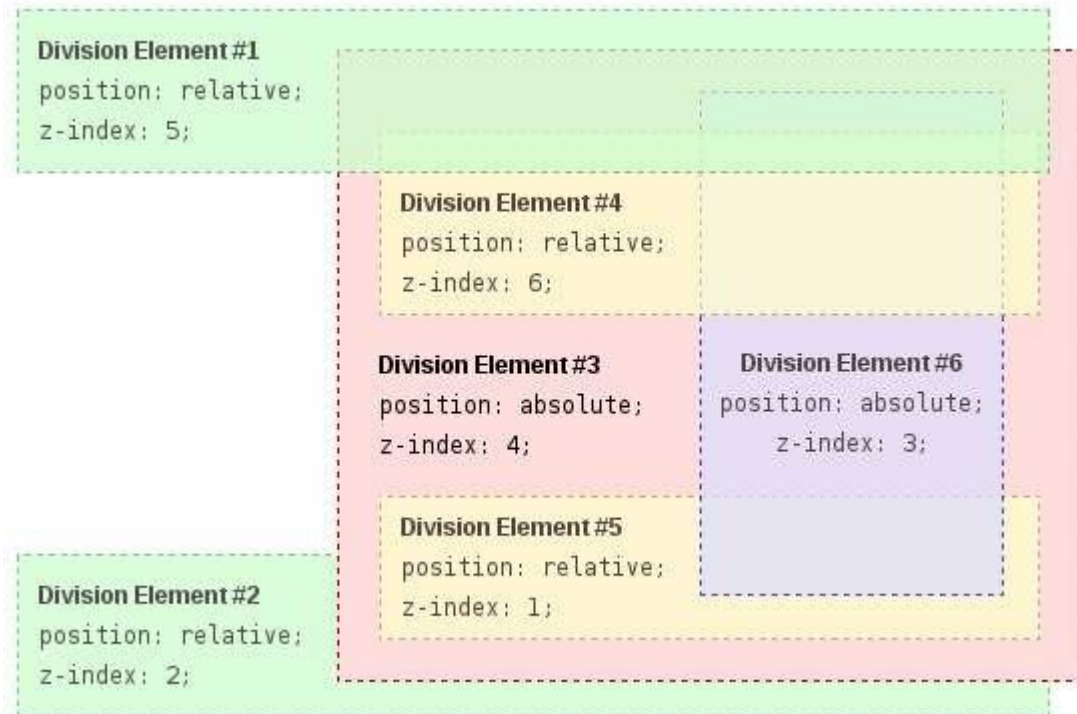 Division Element #1
position: relative;
z-index: 5;
Division Element #4
position: relative;
z-index: 6;
Division Element #3
position: absolute;
z-index: 4;
Division Element #6
position: absolute;
z-index: 3;
Division Element #5
position: relative;
z-index: 1;
Division Element #2
position: relative;
z-index: 2;